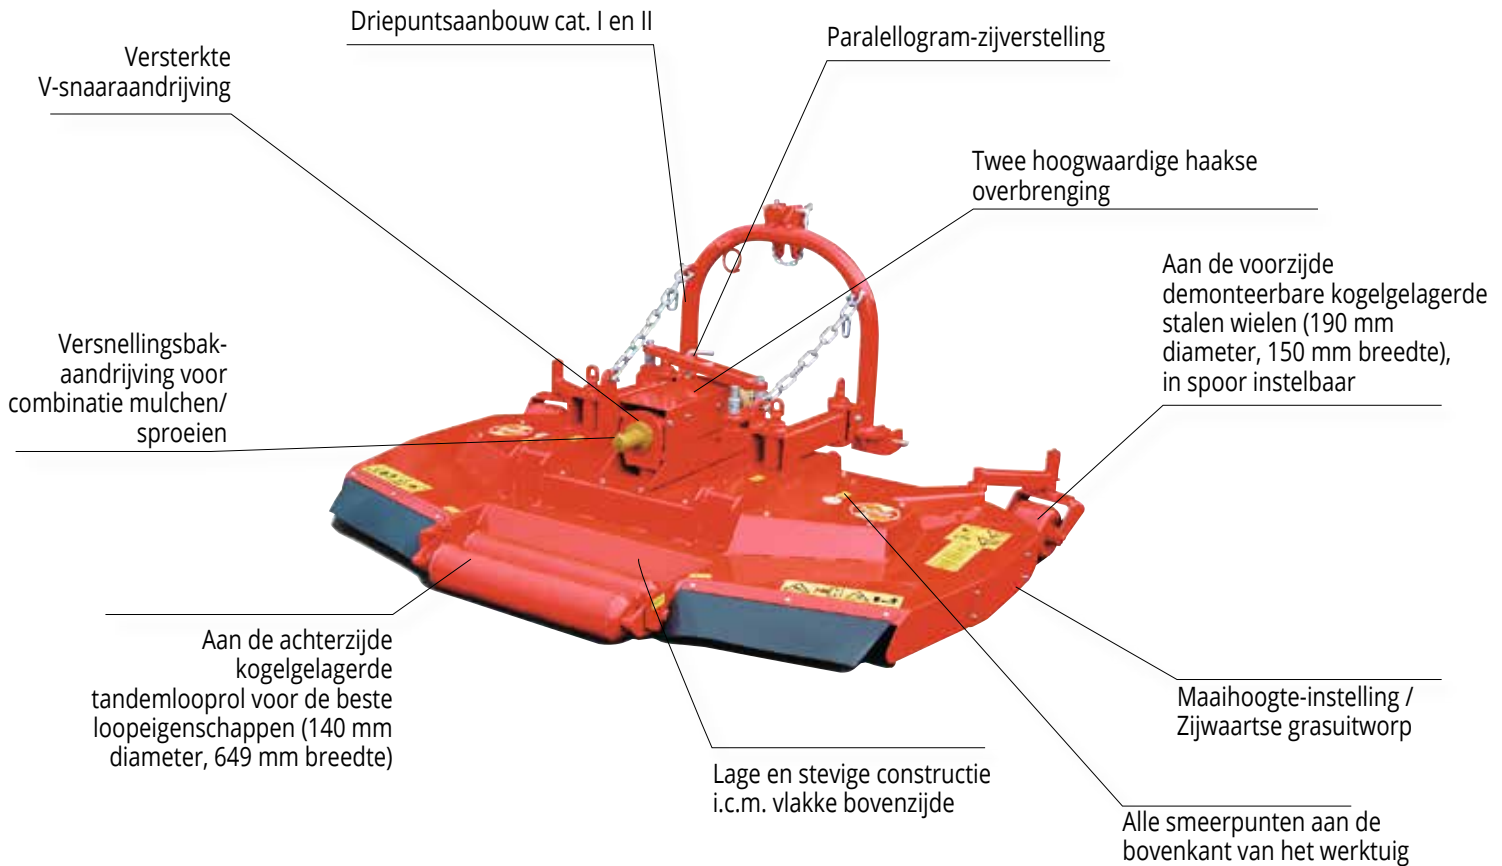 Driepuntsaanbouw cat. I en II
Paralellogram-zijverstelling
Versterkte
V-snaaraandrijving
Twee hoogwaardige haakse
overbrenging
Aan de voorzijde
demonteerbare kogelgelagerde
stalen wielen (190 mm
diameter, 150 mm breedte),
in spoor instelbaar
Versnellingsbak-
aandrijving voor
combinatie mulchen/
sproeien
Aan de achterzijde
kogelgelagerde
tandemlooprol voor de beste
loopeigenschappen (140 mm
diameter, 649 mm breedte)
Maaihoogte-instelling /
Zijwaartse grasuitworp
Lage en stevige constructie
i.c.m. vlakke bovenzijde
Alle smeerpunten aan de
bovenkant van het werktuig